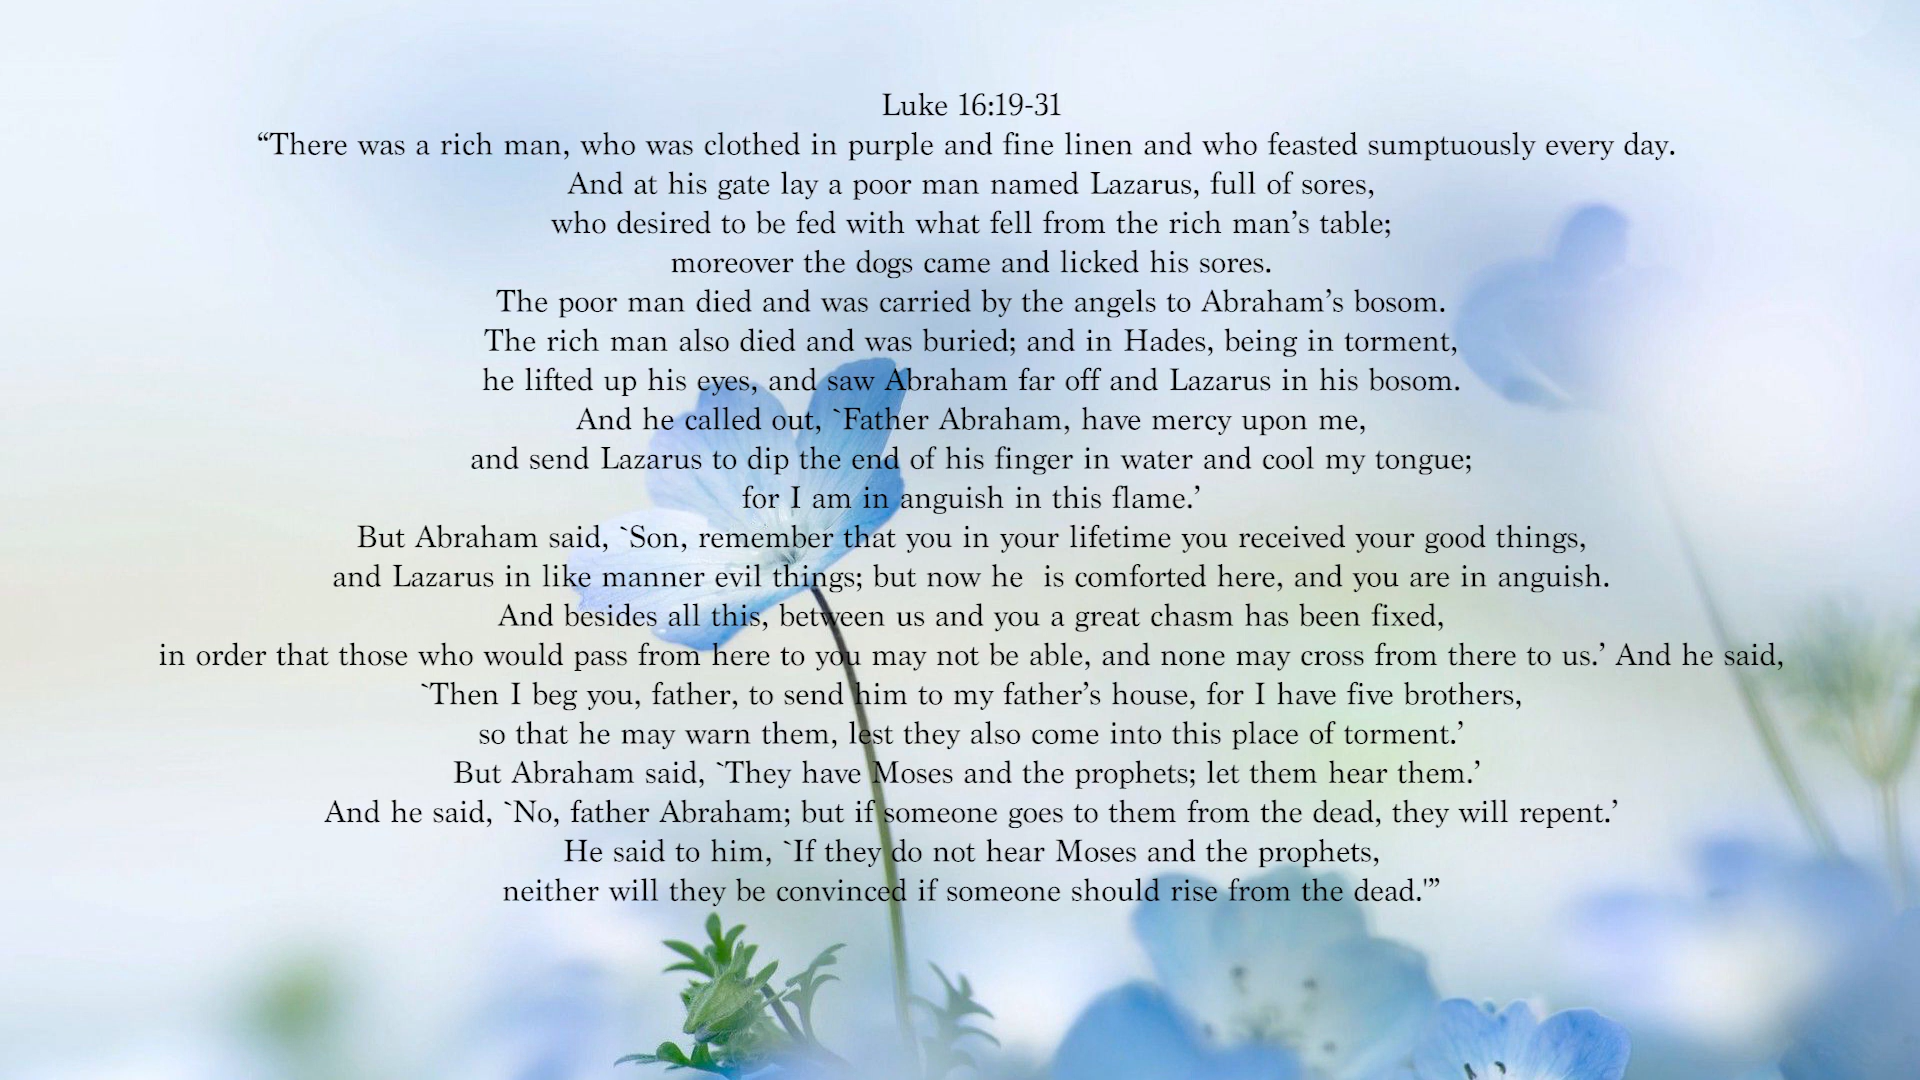 Luke 16:19-31
“There was a rich man, who was clothed in purple and fine linen and who feasted sumptuously every day.
And at his gate lay a poor man named Lazarus, full of sores,
who desired to be fed with what fell from the rich man’s table;
moreover the dogs came and licked his sores.
The poor man died and was carried by the angels to Abraham’s bosom.
The rich man also died and was buried; and in Hades, being in torment,
he lifted up his eyes, and saw Abraham far off and Lazarus in his bosom.
And he called out, `Father Abraham, have mercy upon me,
and send Lazarus to dip the end of his finger in water and cool my tongue;
for I am in anguish in this flame.’
But Abraham said, `Son, remember that you in your lifetime you received your good things,
and Lazarus in like manner evil things; but now he  is comforted here, and you are in anguish.
And besides all this, between us and you a great chasm has been fixed,
in order that those who would pass from here to you may not be able, and none may cross from there to us.’ And he said,
`Then I beg you, father, to send him to my father’s house, for I have five brothers,
so that he may warn them, lest they also come into this place of torment.’
But Abraham said, `They have Moses and the prophets; let them hear them.’
And he said, `No, father Abraham; but if someone goes to them from the dead, they will repent.’
He said to him, `If they do not hear Moses and the prophets,
neither will they be convinced if someone should rise from the dead.'”